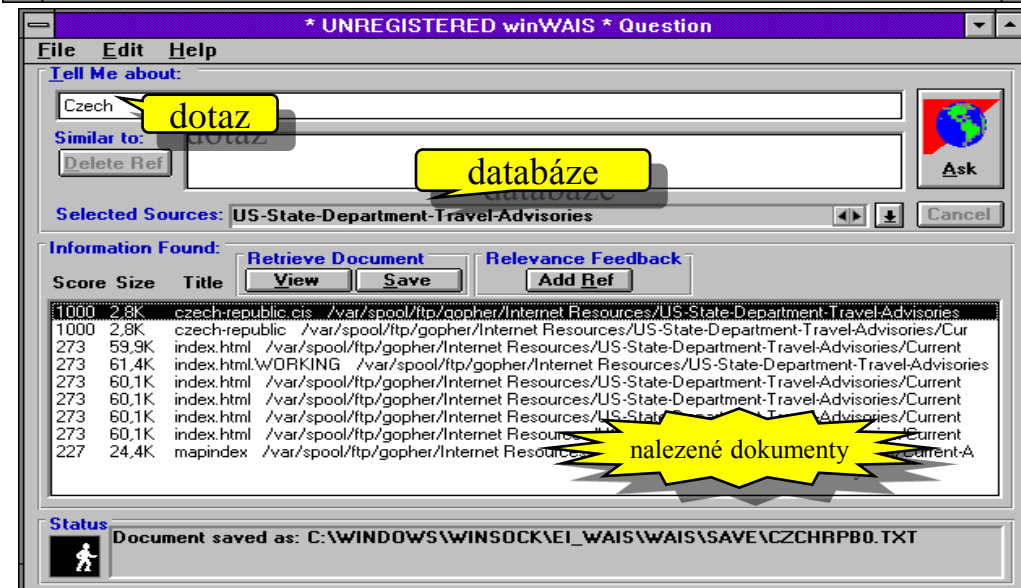 * UNREGISTERED winWAIS * Question
File Edit Help
Tell Me about:
Czech
dotaz
Similar to:
Delete Ref
databáze
Ask
Selected Sources: US-State-Department-Travel-Advisories
Cancel
Information Found:
Retrieve Document
Relevance Feedback
Score Size Title View Save Add Ref
1000 2,8K czech-republic.cis /var/spool/ftp/gopher/Internet Resources/US-State-Department-Travel-Advisories
1000 2,8K czech-republic /var/spool/ftp/gopher/Internet Resources/US-State-Department-Travel-Advisories/Cur
273 59,9K index.html /var/spool/ftp/gopher/Internet Resources/US-State-Department-Travel-Advisories/Current
273 61,4K index.html.WORKING /var/spool/ftp/gopher/Internet Resources/US-State-Department-Travel-Advisories
273 60,1K index.html /var/spool/ftp/gopher/Internet Resources/US-State-Department-Travel-Advisories/Current
273 60,1K index.html /var/spool/ftp/gopher/Internet Resources/US-State-Department-Travel-Advisories/Current
273 60,1K index.html /var/spool/ftp/gopher/Internet Resources/US-State-Department-Travel-Advisories/Current
273 60,1K index.html /var/spool/ftp/gopher/Internet Current
227 24,4K mapindex /var/spool/ftp/gopher/Internet Current-A
nalezené dokumenty
Status
Document saved as: C:\WINDOWS\WINSOCK\EI_WAIS\WAIS\SAVE\CZCHRPB0.TXT